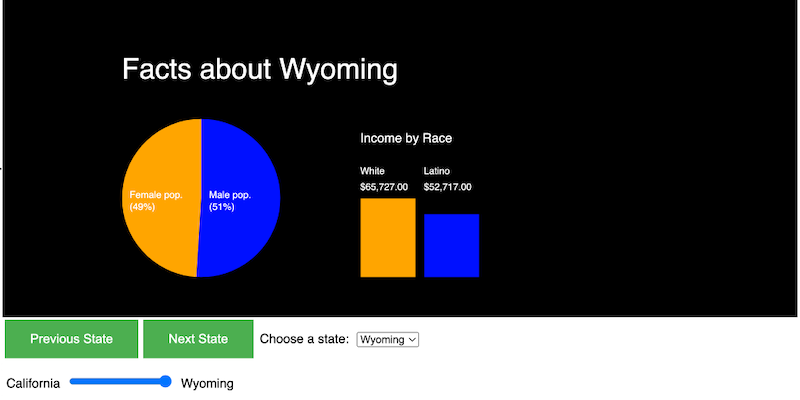 Facts about Wyoming
Income by Race
White
Latino
$65,727.00
$52,717.00
Female pop.
(49%)
Male pop.
(51%)
Previous State
Next State
Choose a state:
Wyoming
California
Wyoming